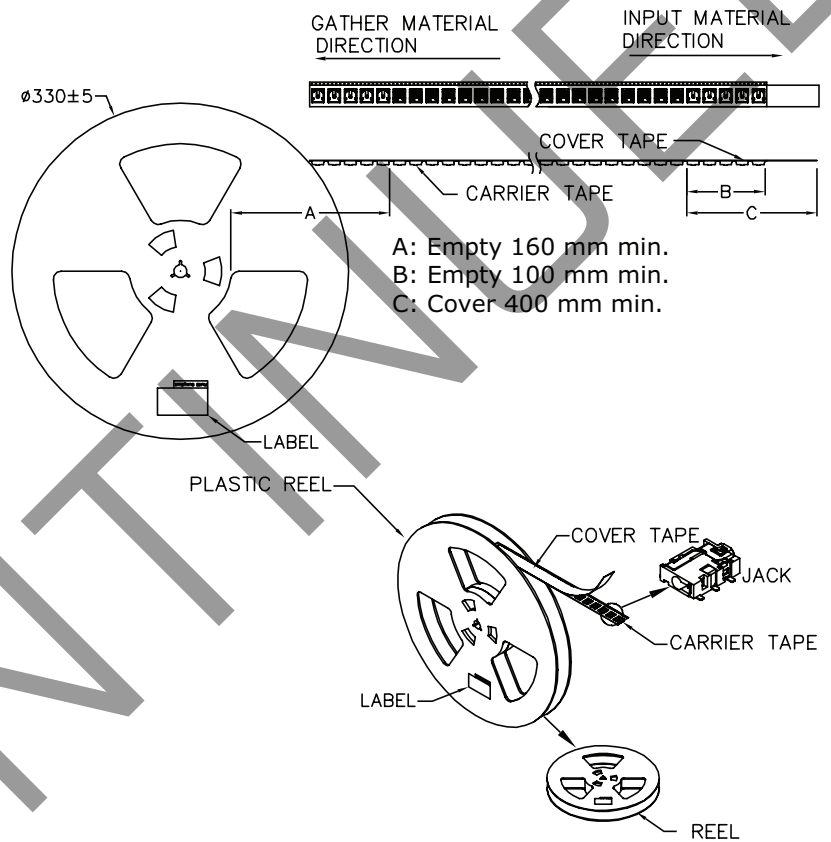 GATHER MATERIAL
DIRECTION
INPUT MATERIAL
DIRECTION
ø330±5
COVER TAPE
CARRIER TAPE
A
B
C
A: Empty 160 mm min.
B: Empty 100 mm min.
C: Cover 400 mm min.
LABEL
PLASTIC REEL
COVER TAPE
JACK
CARRIER TAPE
LABEL
REEL